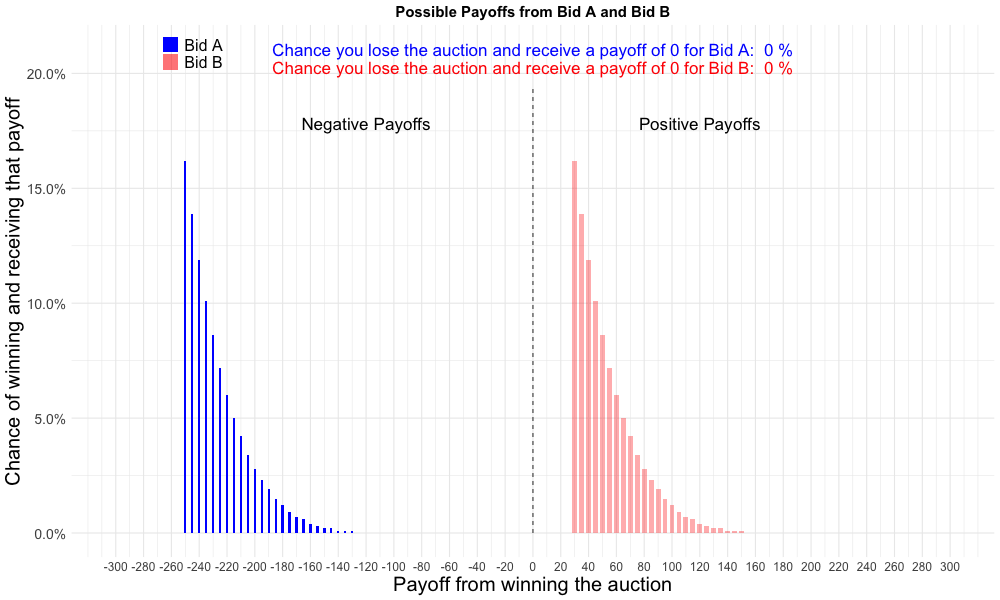 Possible Payoffs from Bid A and Bid B
Bid A
Bid B
Chance you lose the auction and receive a payoff of 0 for Bid A:  0 %
Chance you lose the auction and receive a payoff of 0 for Bid B:  0 %
Negative Payoffs
Positive Payoffs
Chance of winning and receiving that payoff
20.0%
15.0%
10.0%
5.0%
0.0%
-300 -280 -260 -240 -220 -200 -180 -160 -140 -120 -100 -80 -60 -40 -20 0 20 40 60 80 100 120 140 160 180 200 220 240 260 280 300
Payoff from winning the auction